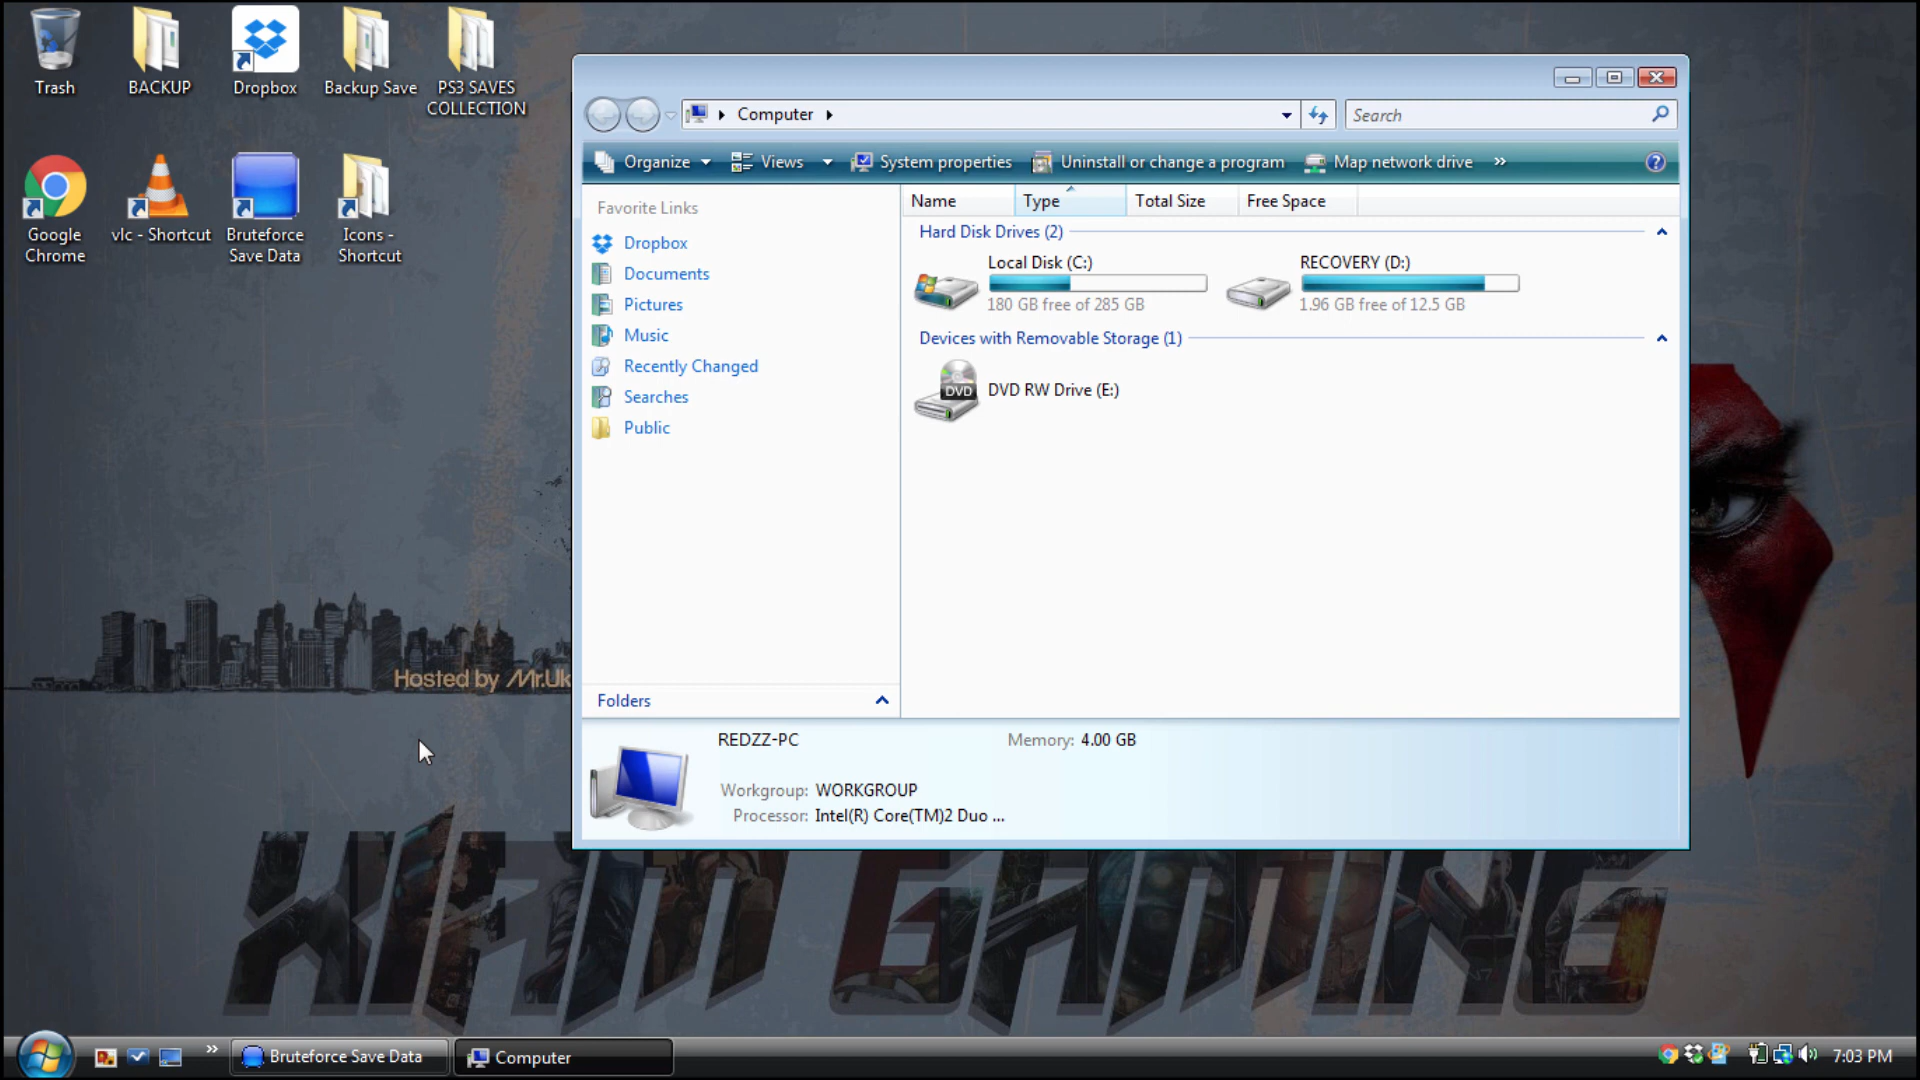 Trash
BACKUP
Dropbox
Backup Save
PS3 SAVES
COLLECTION
Google
Chrome
vlc - Shortcut
Bruteforce
Save Data
Icons -
Shortcut
Computer
Search
Organize
Views
System properties
Uninstall or change a program
Map network drive
»
Favorite Links
Dropbox
Documents
Pictures
Music
Recently Changed
Searches
Public
Folders
Name
Type
Total Size
Free Space
Hard Disk Drives (2)
Local Disk (C:)
180 GB free of 285 GB
RECOVERY (D:)
1.96 GB free of 12.5 GB
Devices with Removable Storage (1)
DVD
DVD RW Drive (E:)
REDZZ-PC
Memory: 4.00 GB
Workgroup: WORKGROUP
Processor: Intel(R) Core(TM)2 Duo ...
Hosted by Mr.Uk
XFTM GAMING
»
Bruteforce Save Data
Computer
7:03 PM